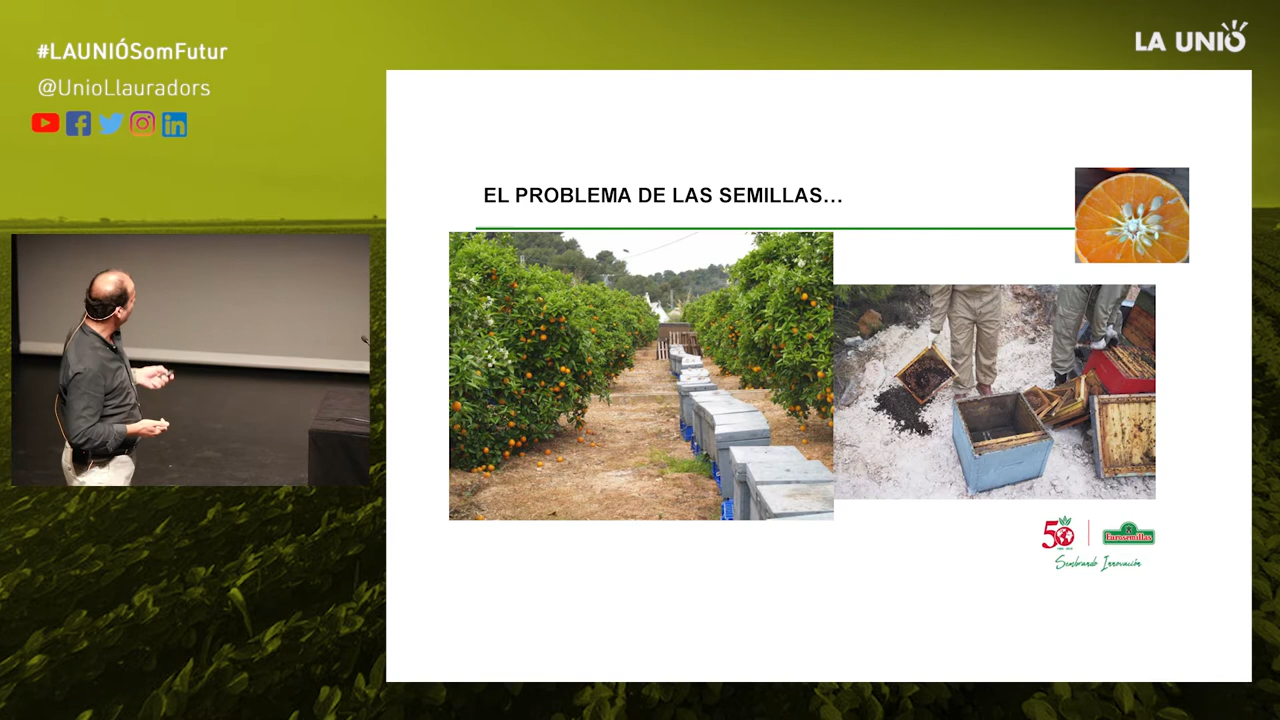 #LAUNIÓSomFutur
@UnioLlauradors
LA UNIÓ
EL PROBLEMA DE LAS SEMILLAS...
50
Eurosemillas
Sembrando Innovación